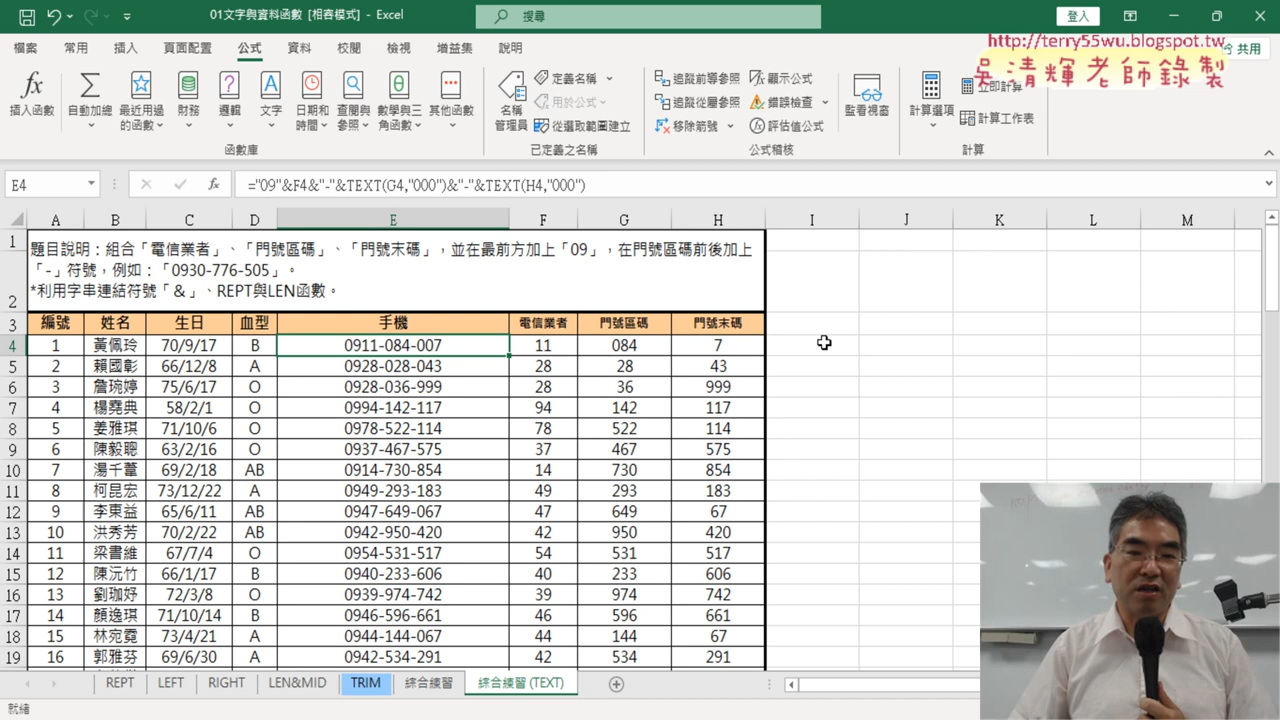 01文字與資料函數 [相容模式] - Excel
搜尋
登入
http://terry55wu.blogspot.tw
吳清輝老師錄製
檔案 常用 插入 頁面配置 公式 資料 校閱 檢視 增益集 說明
共用
fx 插入函數
Σ 自動加總
最近用過的函數
財務
邏輯
文字
日期和時間
查閱與參照
數學與三角函數
其他函數
函數庫
名稱管理員
定義名稱
用於公式
從選取範圍建立
已定義之名稱
追蹤前導參照
追蹤從屬參照
移除箭號
顯示公式
錯誤檢查
評估值公式
公式稽核
監看視窗
計算選項
立即計算
計算工作表
計算
E4 fx ="09"&F4&"-"&TEXT(G4,"000")&"-"&TEXT(H4,"000")
A B C D E F G H I J K L M
1 題目說明：組合「電信業者」、「門號區碼」、「門號末碼」，並在最前方加上「09」，在門號區碼前後加上
「-」符號，例如：「0930-776-505」。
2 *利用字串連結符號「&」、REPT與LEN函數。
3 編號 姓名 生日 血型 手機 電信業者 門號區碼 門號末碼
4 1 黃佩玲 70/9/17 B 0911-084-007 11 084 7
5 2 賴國彰 66/12/8 A 0928-028-043 28 28 43
6 3 詹琬婷 75/6/17 O 0928-036-999 28 36 999
7 4 楊堯典 58/2/1 O 0994-142-117 94 142 117
8 5 姜雅琪 71/10/6 O 0978-522-114 78 522 114
9 6 陳毅聰 63/2/16 O 0937-467-575 37 467 575
10 7 湯千薰 69/2/18 AB 0914-730-854 14 730 854
11 8 柯昆宏 73/12/22 A 0949-293-183 49 293 183
12 9 李東益 65/6/11 AB 0947-649-067 47 649 67
13 10 洪秀芳 70/2/22 AB 0942-950-420 42 950 420
14 11 梁書維 67/7/4 O 0954-531-517 54 531 517
15 12 陳沅竹 66/1/17 B 0940-233-606 40 233 606
16 13 劉珈妤 72/3/8 O 0939-974-742 39 974 742
17 14 顏逸琪 71/10/14 B 0946-596-661 46 596 661
18 15 林宛霓 73/4/21 A 0944-144-067 44 144 67
19 16 郭雅芬 69/6/30 A 0942-534-291 42 534 291
REPT LEFT RIGHT LEN&MID TRIM 綜合練習 綜合練習 (TEXT)
就緒